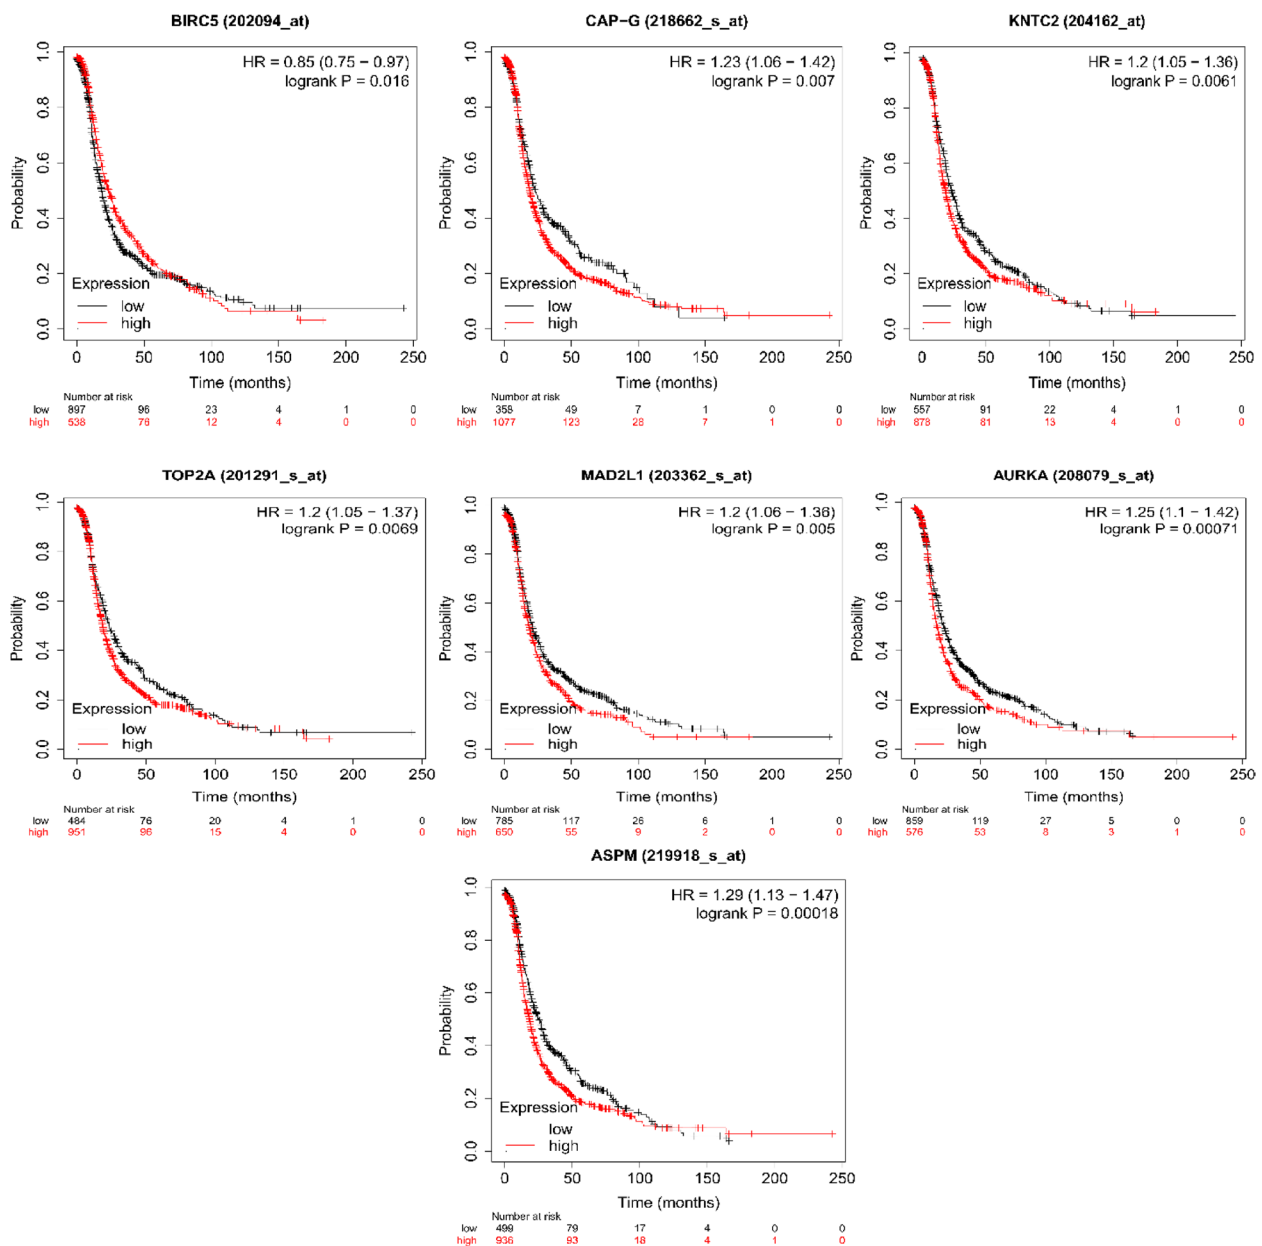 BIRC5 (202094_at)
HR = 0.85 (0.75 − 0.97)
logrank P = 0.016
Probability
1.0
0.8
0.6
0.4
0.2
0.0
Expression
low
high
0 50 100 150 200 250
Time (months)
Number at risk
low 897 96 23 4 1 0
high 538 76 12 4 0 0
CAP−G (218662_s_at)
HR = 1.23 (1.06 − 1.42)
logrank P = 0.007
Probability
1.0
0.8
0.6
0.4
0.2
0.0
Expression
low
high
0 50 100 150 200 250
Time (months)
Number at risk
low 358 49 7 1 0 0
high 1077 123 28 7 1 0
KNTC2 (204162_at)
HR = 1.2 (1.05 − 1.36)
logrank P = 0.0061
Probability
1.0
0.8
0.6
0.4
0.2
0.0
Expression
low
high
0 50 100 150 200 250
Time (months)
Number at risk
low 557 91 22 4 1 0
high 878 81 13 4 0 0
TOP2A (201291_s_at)
HR = 1.2 (1.05 − 1.37)
logrank P = 0.0069
Probability
1.0
0.8
0.6
0.4
0.2
0.0
Expression
low
high
0 50 100 150 200 250
Time (months)
Number at risk
low 484 76 20 4 1 0
high 951 96 15 4 0 0
MAD2L1 (203362_s_at)
HR = 1.2 (1.06 − 1.36)
logrank P = 0.005
Probability
1.0
0.8
0.6
0.4
0.2
0.0
Expression
low
high
0 50 100 150 200 250
Time (months)
Number at risk
low 785 117 26 6 1 0
high 650 55 9 2 0 0
AURKA (208079_s_at)
HR = 1.25 (1.1 − 1.42)
logrank P = 0.00071
Probability
1.0
0.8
0.6
0.4
0.2
0.0
Expression
low
high
0 50 100 150 200 250
Time (months)
Number at risk
low 859 119 27 5 0 0
high 576 53 8 3 1 0
ASPM (219918_s_at)
HR = 1.29 (1.13 − 1.47)
logrank P = 0.00018
Probability
1.0
0.8
0.6
0.4
0.2
0.0
Expression
low
high
0 50 100 150 200 250
Time (months)
Number at risk
low 499 79 17 4 0 0
high 936 93 18 4 1 0